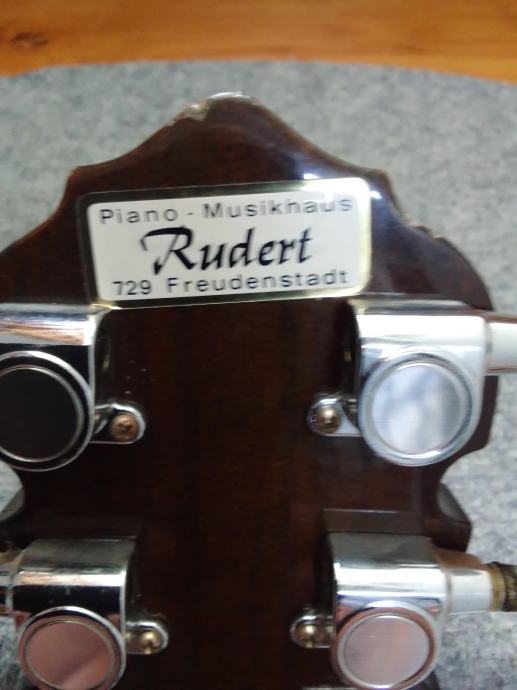 Piano - Musikhaus
Rudert
729 Freudenstadt